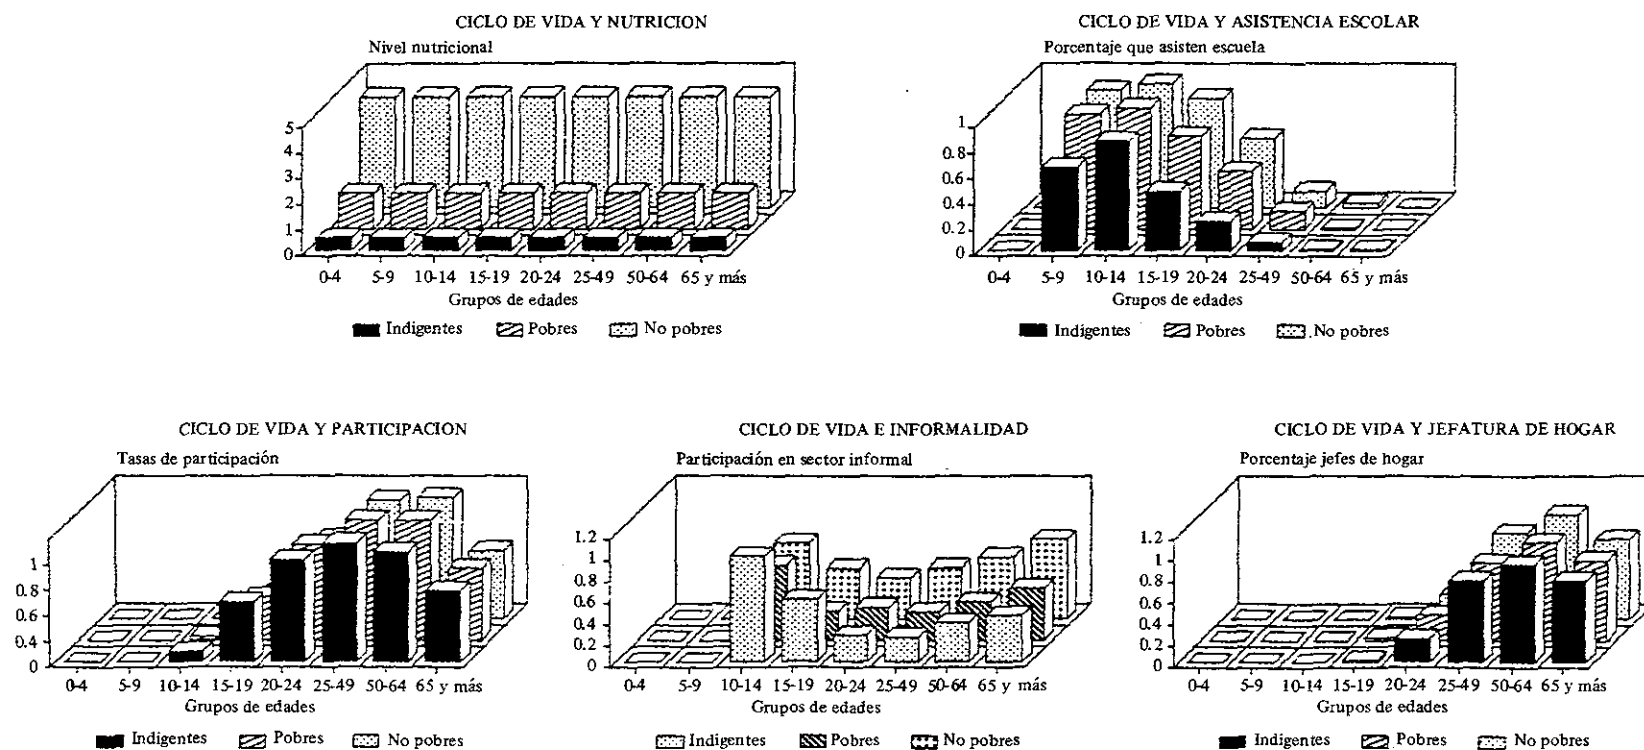 CICLO DE VIDA Y NUTRICION
Nivel nutricional
5
4
3
2
1
0
0-4 5-9 10-14 15-19 20-24 25-49 50-64 65 y más
Grupos de edades
Indigentes Pobres No pobres
CICLO DE VIDA Y ASISTENCIA ESCOLAR
Porcentaje que asisten escuela
1
0.8
0.6
0.4
0.2
0
0-4 5-9 10-14 15-19 20-24 25-49 50-64 65 y más
Grupos de edades
Indigentes Pobres No pobres
CICLO DE VIDA Y PARTICIPACION
Tasas de participación
1
0.8
0.6
0.4
0
0-4 5-9 10-14 15-19 20-24 25-49 50-64 65 y más
Grupos de edades
Indigentes Pobres No pobres
CICLO DE VIDA E INFORMALIDAD
Participación en sector informal
1.2
1
0.8
0.6
0.4
0.2
0
0-4 5-9 10-14 15-19 20-24 25-49 50-64 65 y más
Grupos de edades
Indigentes Pobres No pobres
CICLO DE VIDA Y JEFATURA DE HOGAR
Porcentaje jefes de hogar
1.2
1
0.8
0.6
0.4
0.2
0
0-4 5-9 10-14 15-19 20-24 25-49 50-64 65 y más
Grupos de edades
Indigentes Pobres No pobres